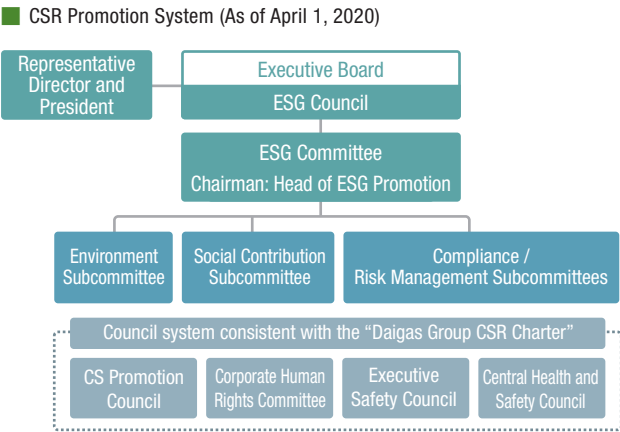 CSR Promotion System (As of April 1, 2020)
Representative
Director and
President
Executive Board
ESG Council
ESG Committee
Chairman: Head of ESG Promotion
Environment
Subcommittee
Social Contribution
Subcommittee
Compliance /
Risk Management Subcommittees
Council system consistent with the “Daigas Group CSR Charter”
CS Promotion
Council
Corporate Human
Rights Committee
Executive
Safety Council
Central Health and
Safety Council